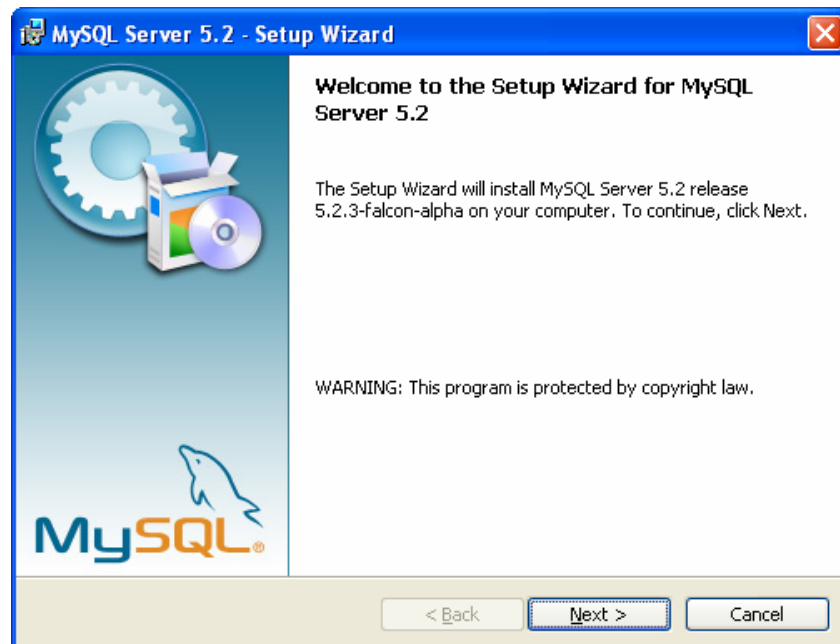 MySQL Server 5.2 - Setup Wizard
Welcome to the Setup Wizard for MySQL
Server 5.2
The Setup Wizard will install MySQL Server 5.2 release
5.2.3-falcon-alpha on your computer. To continue, click Next.
WARNING: This program is protected by copyright law.
MySQL®
< Back
Next >
Cancel